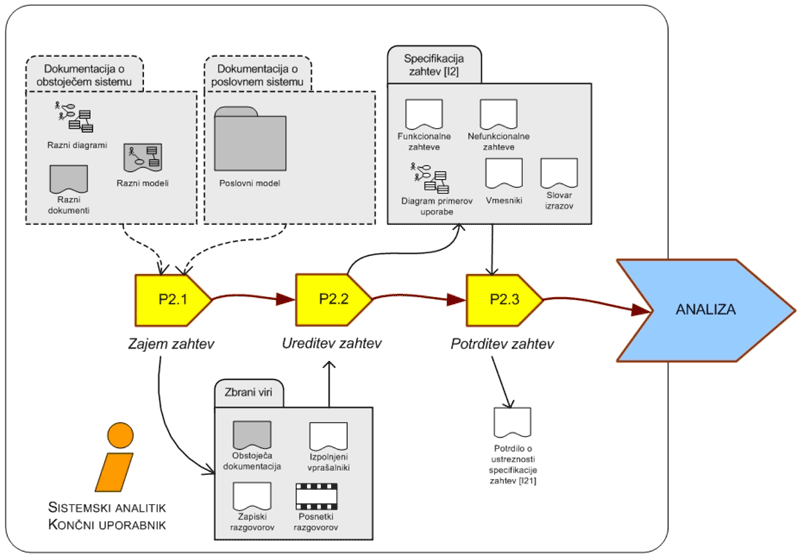 Dokumentacija o
obstoječem sistemu
Razni diagrami
Razni modeli
Razni
dokumenti
Dokumentacija o
poslovnem sistemu
Poslovni model
Specifikacija
zahtev [I2]
Funkcionalne
zahteve
Nefunkcionalne
zahteve
Diagram primerov
uporabe
Vmesniki
Slovar
izrazov
P2.1
Zajem zahtev
P2.2
Ureditev zahtev
P2.3
Potrditev zahtev
ANALIZA
Zbrani viri
Obstoječa
dokumentacija
Izpolnjeni
vprašalniki
Zapiski
razgovorov
Posnetki
razgovorov
Potrdilo o
ustreznosti
specifikacije
zahtev [I21]
SISTEMSKI ANALITIK
KONČNI UPORABNIK